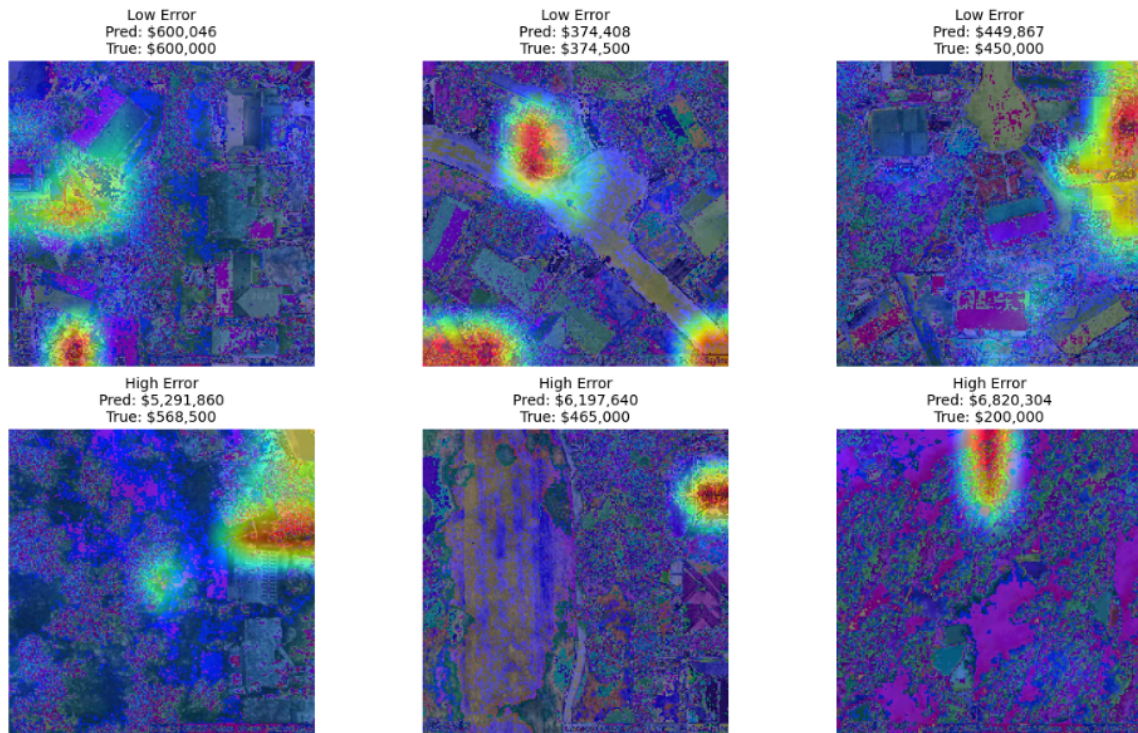 Low Error
Pred: $600,046
True: $600,000
Low Error
Pred: $374,408
True: $374,500
Low Error
Pred: $449,867
True: $450,000
High Error
Pred: $5,291,860
True: $568,500
High Error
Pred: $6,197,640
True: $465,000
High Error
Pred: $6,820,304
True: $200,000